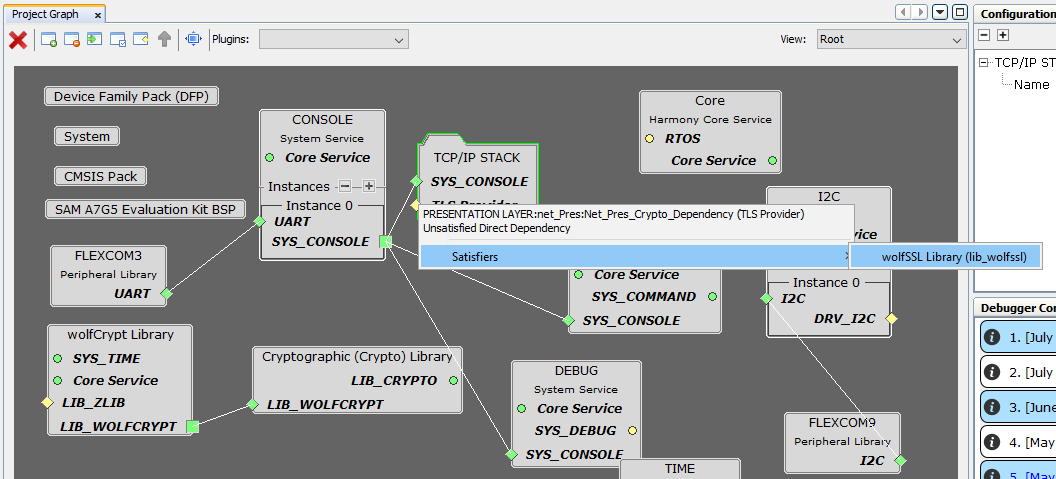 Project Graph
Configuration
Plugins:
View:
Root
TCP/IP ST
Name
Device Family Pack (DFP)
System
CMSIS Pack
SAM A7G5 Evaluation Kit BSP
FLEXCOM3
Peripheral Library
UART
wolfCrypt Library
SYS_TIME
Core Service
LIB_ZLIB
LIB_WOLFCRYPT
CONSOLE
System Service
Core Service
Instances
Instance 0
UART
SYS_CONSOLE
Cryptographic (Crypto) Library
LIB_CRYPTO
LIB_WOLFCRYPT
TCP/IP STACK
SYS_CONSOLE
TLS Provider
PRESENTATION LAYER:net_Pres:Net_Pres_Crypto_Dependency (TLS Provider)
Unsatisfied Direct Dependency
Satisfiers
wolfSSL Library (lib_wolfssl)
Core Service
SYS_COMMAND
SYS_CONSOLE
DEBUG
System Service
Core Service
SYS_DEBUG
SYS_CONSOLE
TIME
Core
Harmony Core Service
RTOS
Core Service
I2C
vice
Instance 0
I2C
DRV_I2C
FLEXCOM9
Peripheral Library
I2C
Debugger Con
1. [July
2. [July
3. [June
4. [May
5. [May